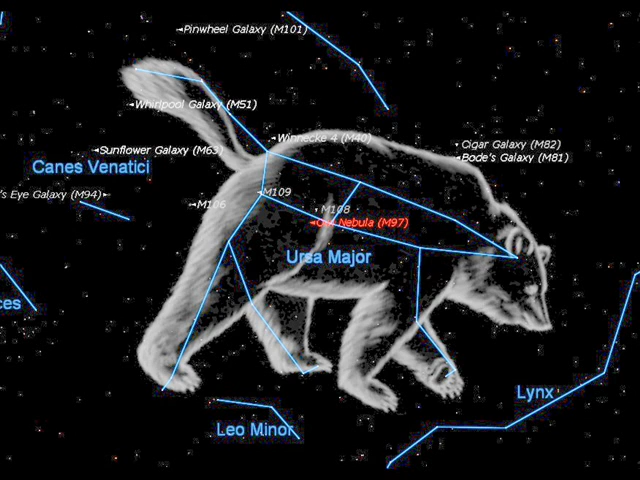 Pinwheel Galaxy (M101)
Whirlpool Galaxy (M51)
Winnecke 4 (M40)
Cigar Galaxy (M82)
Sunflower Galaxy (M63)
Bode's Galaxy (M81)
Canes Venatici
's Eye Galaxy (M94)
M109
M106
M108
Owl Nebula (M97)
Ursa Major
ces
Lynx
Leo Minor